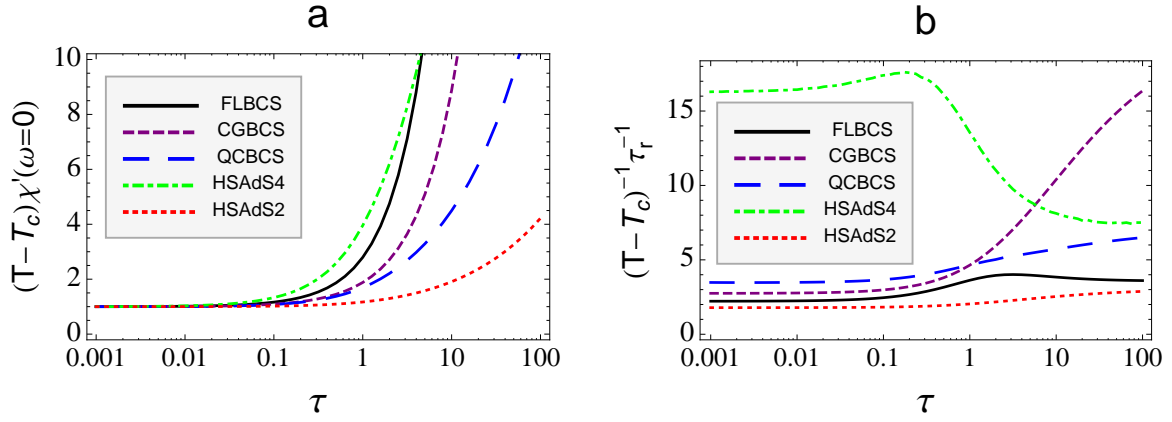 a
(T− T_c) χ'(ω=0)
10
8
6
4
2
0
FLBCS
CGBCS
QCBCS
HSAdS4
HSAdS2
0.001 0.01 0.1 1 10 100
τ
b
(T− T_c)⁻¹ τ_r⁻¹
15
10
5
0
FLBCS
CGBCS
QCBCS
HSAdS4
HSAdS2
0.001 0.01 0.1 1 10 100
τ